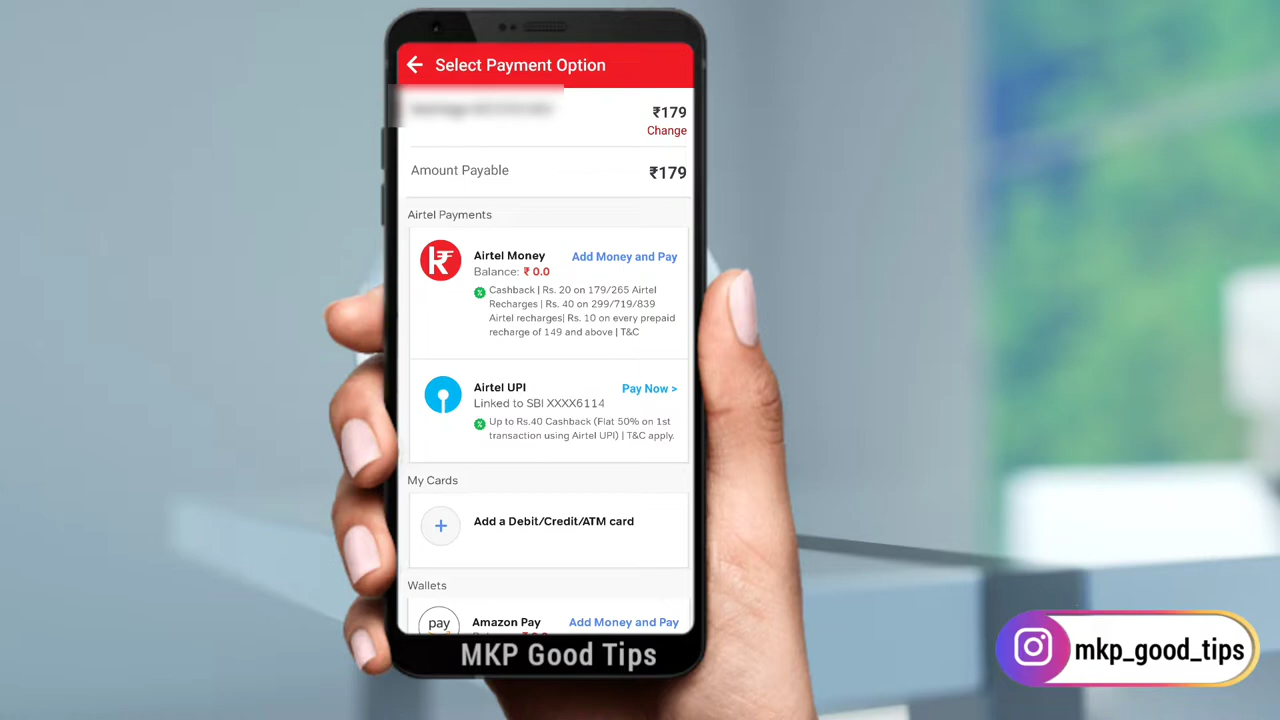 Select Payment Option
₹179
Change
Amount Payable
₹179
Airtel Payments
Airtel Money
Add Money and Pay
Balance: ₹ 0.0
Cashback | Rs. 20 on 179/265 Airtel
Recharges | Rs. 40 on 299/719/839
Airtel recharges| Rs. 10 on every prepaid
recharge of 149 and above | T&C
Airtel UPI
Pay Now >
Linked to SBI XXXX6114
Up to Rs.40 Cashback (Flat 50% on 1st
transaction using Airtel UPI) | T&C apply.
My Cards
Add a Debit/Credit/ATM card
Wallets
pay
Amazon Pay
Add Money and Pay
MKP Good Tips
mkp_good_tips